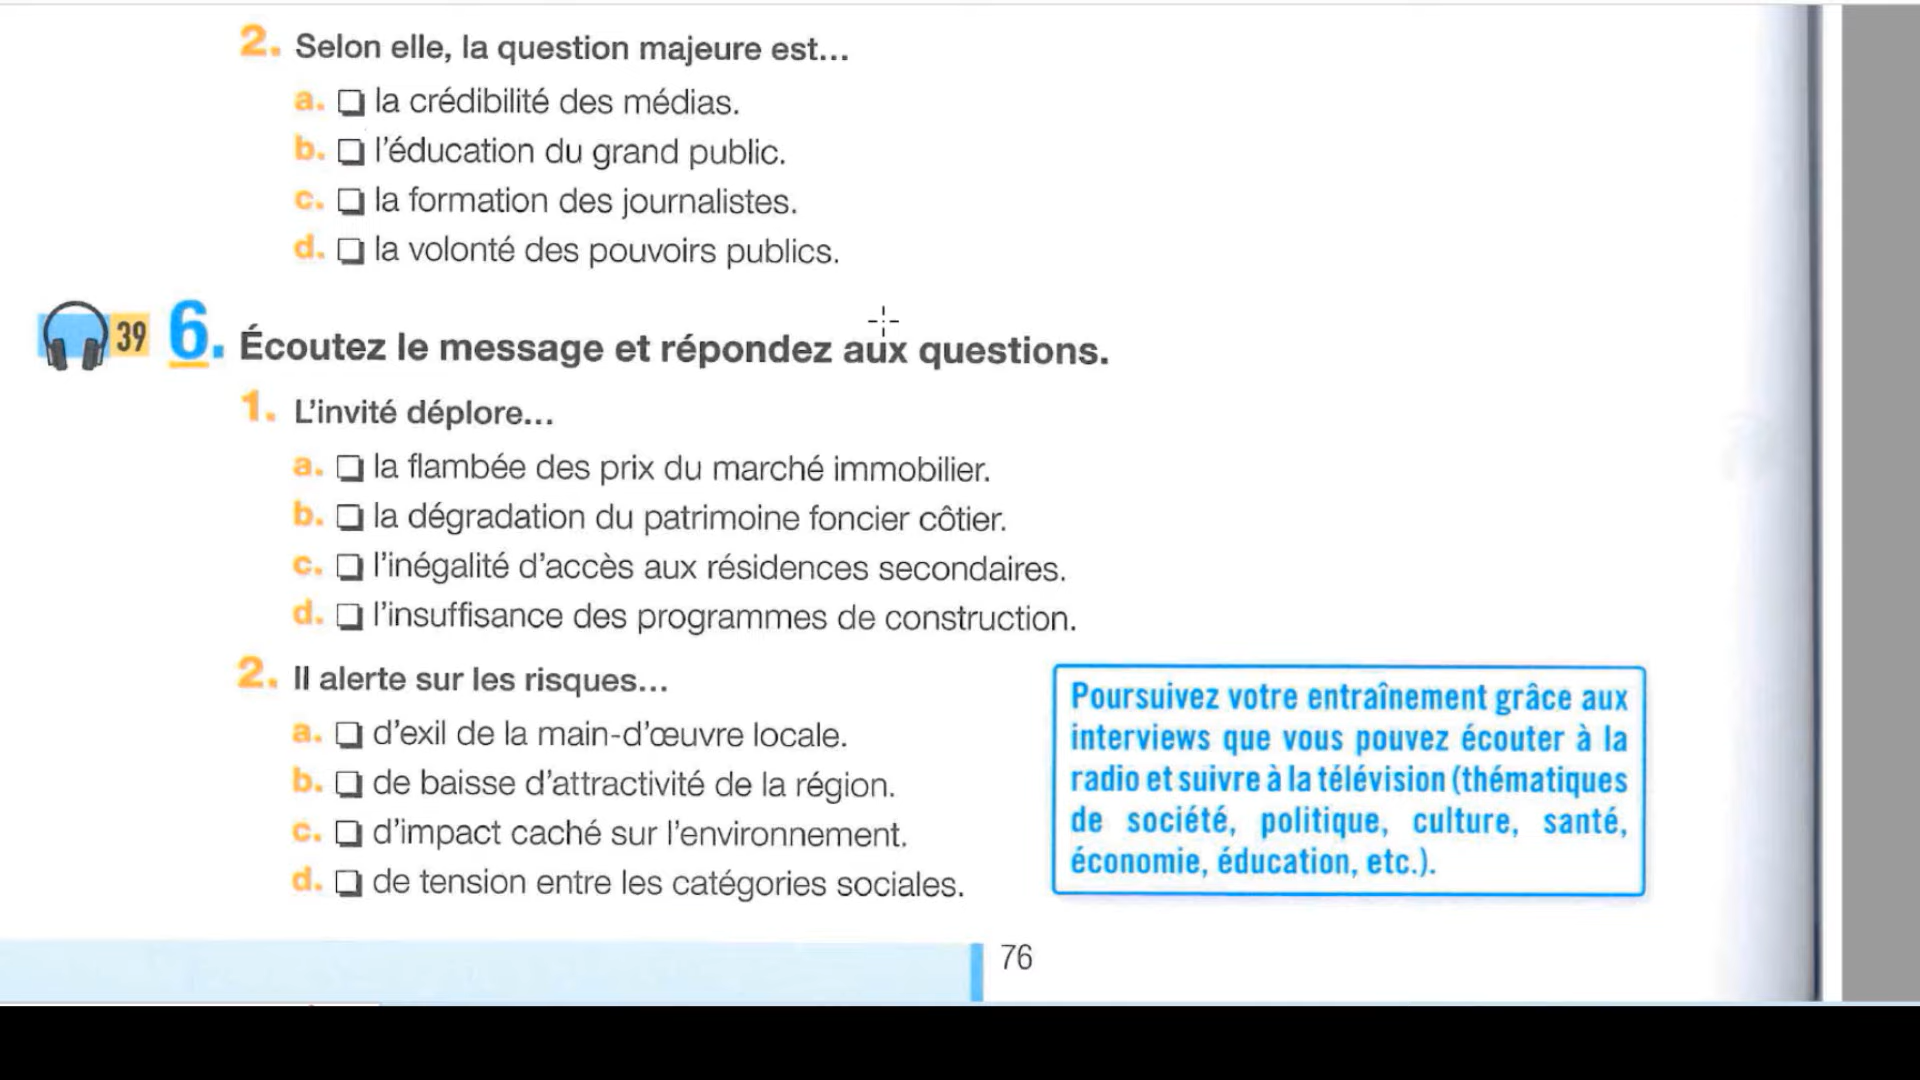 2. Selon elle, la question majeure est...
a. ❑ la crédibilité des médias.
b. ❑ l'éducation du grand public.
c. ❑ la formation des journalistes.
d. ❑ la volonté des pouvoirs publics.
39 6. Écoutez le message et répondez aux questions.
1. L'invité déplore...
a. ❑ la flambée des prix du marché immobilier.
b. ❑ la dégradation du patrimoine foncier côtier.
c. ❑ l'inégalité d'accès aux résidences secondaires.
d. ❑ l'insuffisance des programmes de construction.
2. Il alerte sur les risques...
a. ❑ d'exil de la main-d'œuvre locale.
b. ❑ de baisse d'attractivité de la région.
c. ❑ d'impact caché sur l'environnement.
d. ❑ de tension entre les catégories sociales.
Poursuivez votre entraînement grâce aux
interviews que vous pouvez écouter à la
radio et suivre à la télévision (thématiques
de société, politique, culture, santé,
économie, éducation, etc.).
76